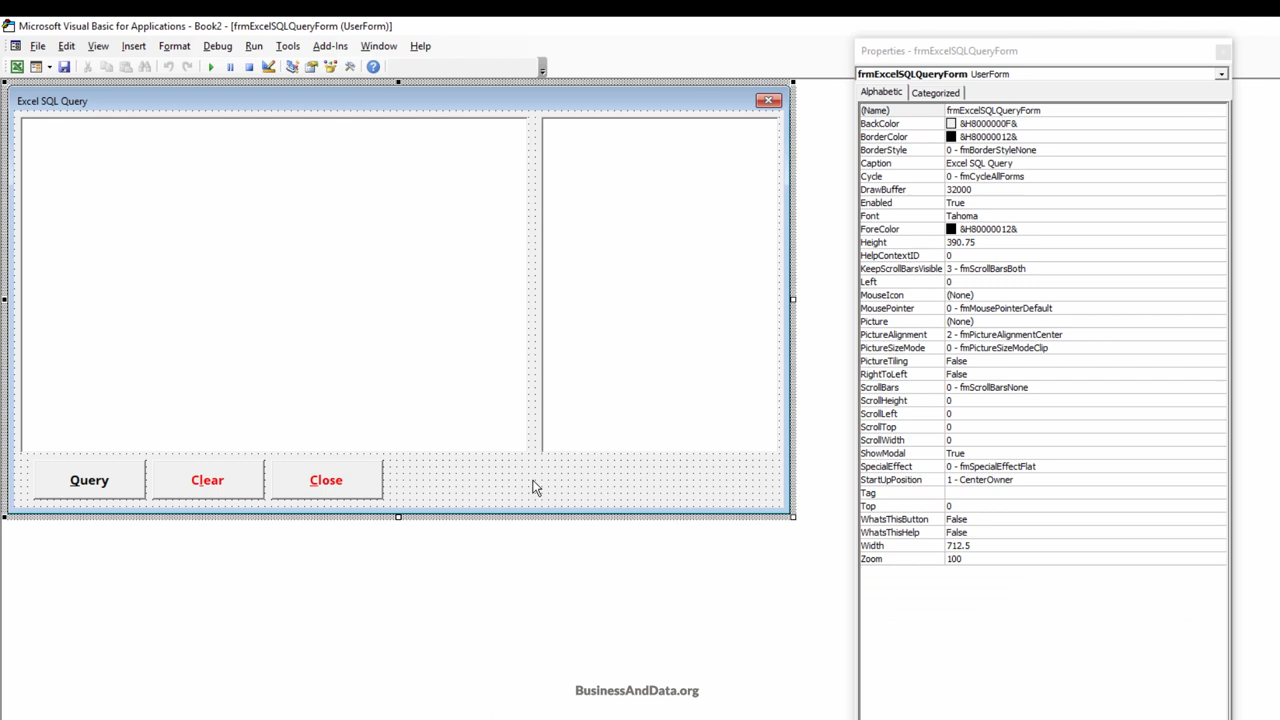 Microsoft Visual Basic for Applications - Book2 - [frmExcelSQLQueryForm (UserForm)]
File Edit View Insert Format Debug Run Tools Add-Ins Window Help
Excel SQL Query
Query Clear Close
Properties - frmExcelSQLQueryForm
frmExcelSQLQueryForm UserForm
Alphabetic Categorized
(Name) frmExcelSQLQueryForm
BackColor &H8000000F&
BorderColor &H80000012&
BorderStyle 0 - fmBorderStyleNone
Caption Excel SQL Query
Cycle 0 - fmCycleAllForms
DrawBuffer 32000
Enabled True
Font Tahoma
ForeColor &H80000012&
Height 390.75
HelpContextID 0
KeepScrollBarsVisible 3 - fmScrollBarsBoth
Left 0
MouseIcon (None)
MousePointer 0 - fmMousePointerDefault
Picture (None)
PictureAlignment 2 - fmPictureAlignmentCenter
PictureSizeMode 0 - fmPictureSizeModeClip
PictureTiling False
RightToLeft False
ScrollBars 0 - fmScrollBarsNone
ScrollHeight 0
ScrollLeft 0
ScrollTop 0
ScrollWidth 0
ShowModal True
SpecialEffect 0 - fmSpecialEffectFlat
StartUpPosition 1 - CenterOwner
Tag
Top 0
WhatsThisButton False
WhatsThisHelp False
Width 712.5
Zoom 100
BusinessAndData.org